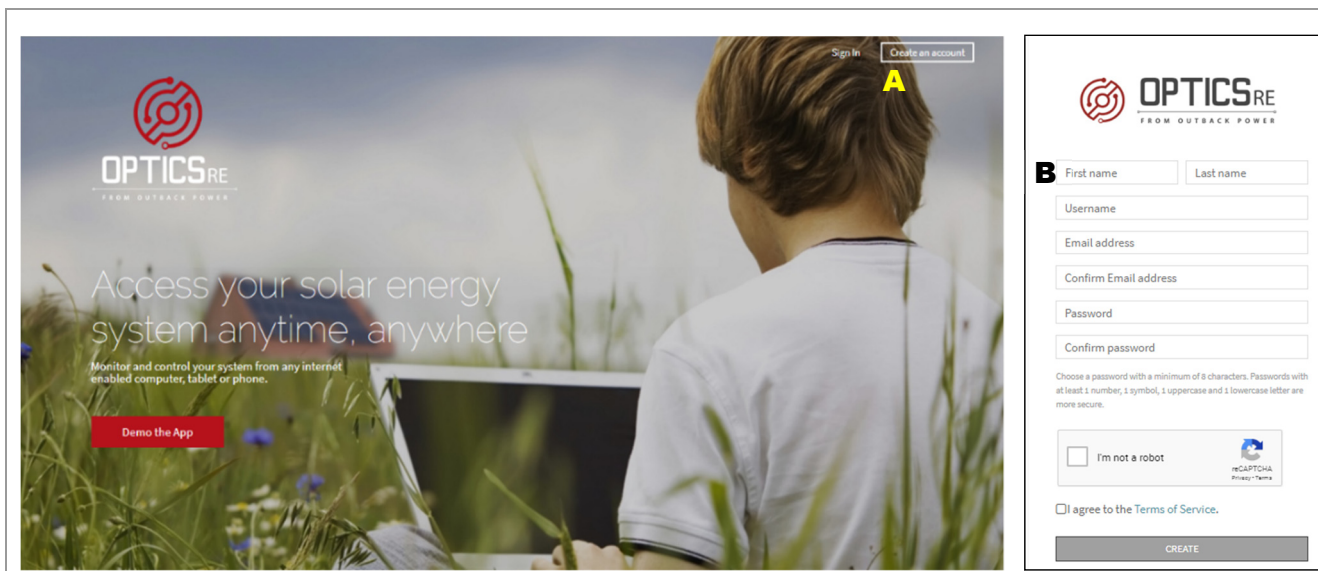 Sign In
Create an account
A
OPTICSRE
FROM OUTBACK POWER
Access your solar energy
system anytime, anywhere
Monitor and control your system from any internet
enabled computer, tablet or phone.
Demo the App
OPTICSRE
FROM OUTBACK POWER
B
First name
Last name
Username
Email address
Confirm Email address
Password
Confirm password
Choose a password with a minimum of 8 characters. Passwords with
at least 1 number, 1 symbol, 1 uppercase and 1 lowercase letter are
more secure.
I'm not a robot
reCAPTCHA
Privacy - Terms
I agree to the Terms of Service.
CREATE